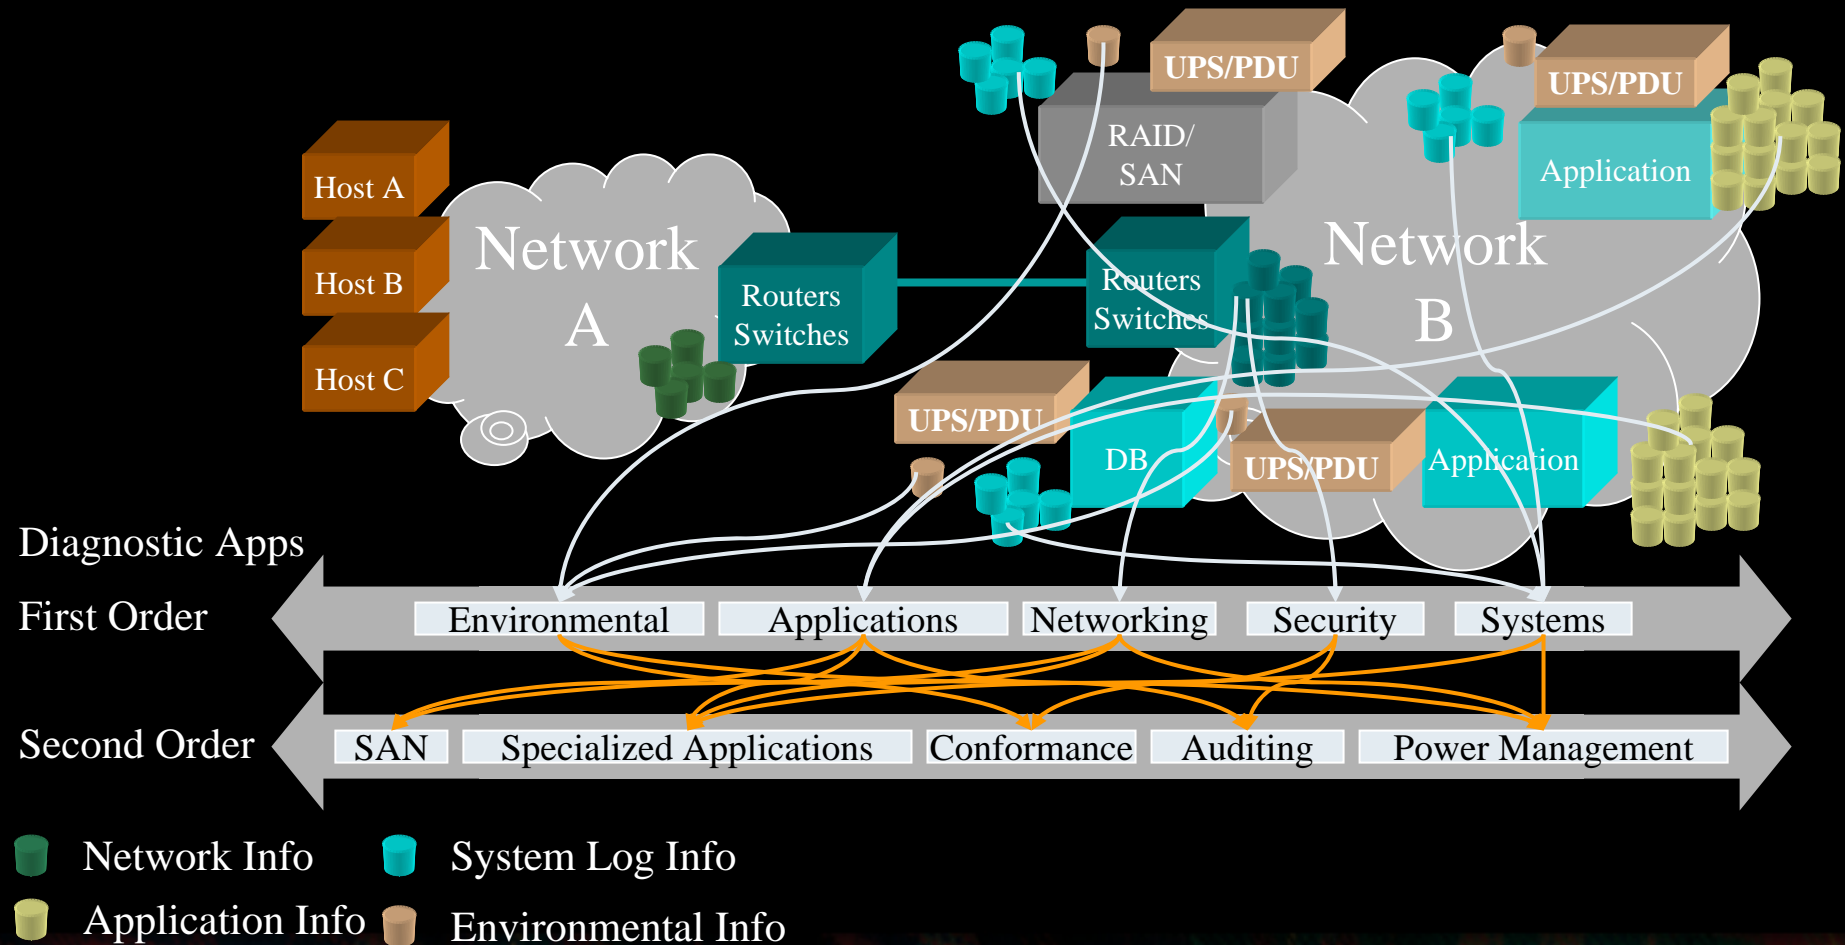 UPS/PDU
UPS/PDU
RAID/
SAN
Application
Host A
Host B
Host C
Network
A
Routers
Switches
Routers
Switches
Network
B
UPS/PDU
DB
UPS/PDU
Application
Diagnostic Apps
First Order
Environmental
Applications
Networking
Security
Systems
Second Order
SAN
Specialized Applications
Conformance
Auditing
Power Management
Network Info
System Log Info
Application Info
Environmental Info